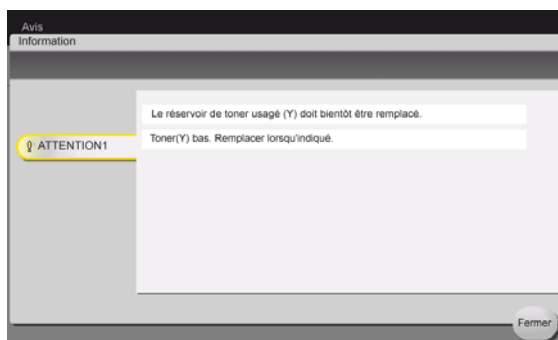 Avis
Information
Le réservoir de toner usagé (Y) doit bientôt être remplacé.
ATTENTION1
Toner(Y) bas. Remplacer lorsqu'indiqué.
Fermer